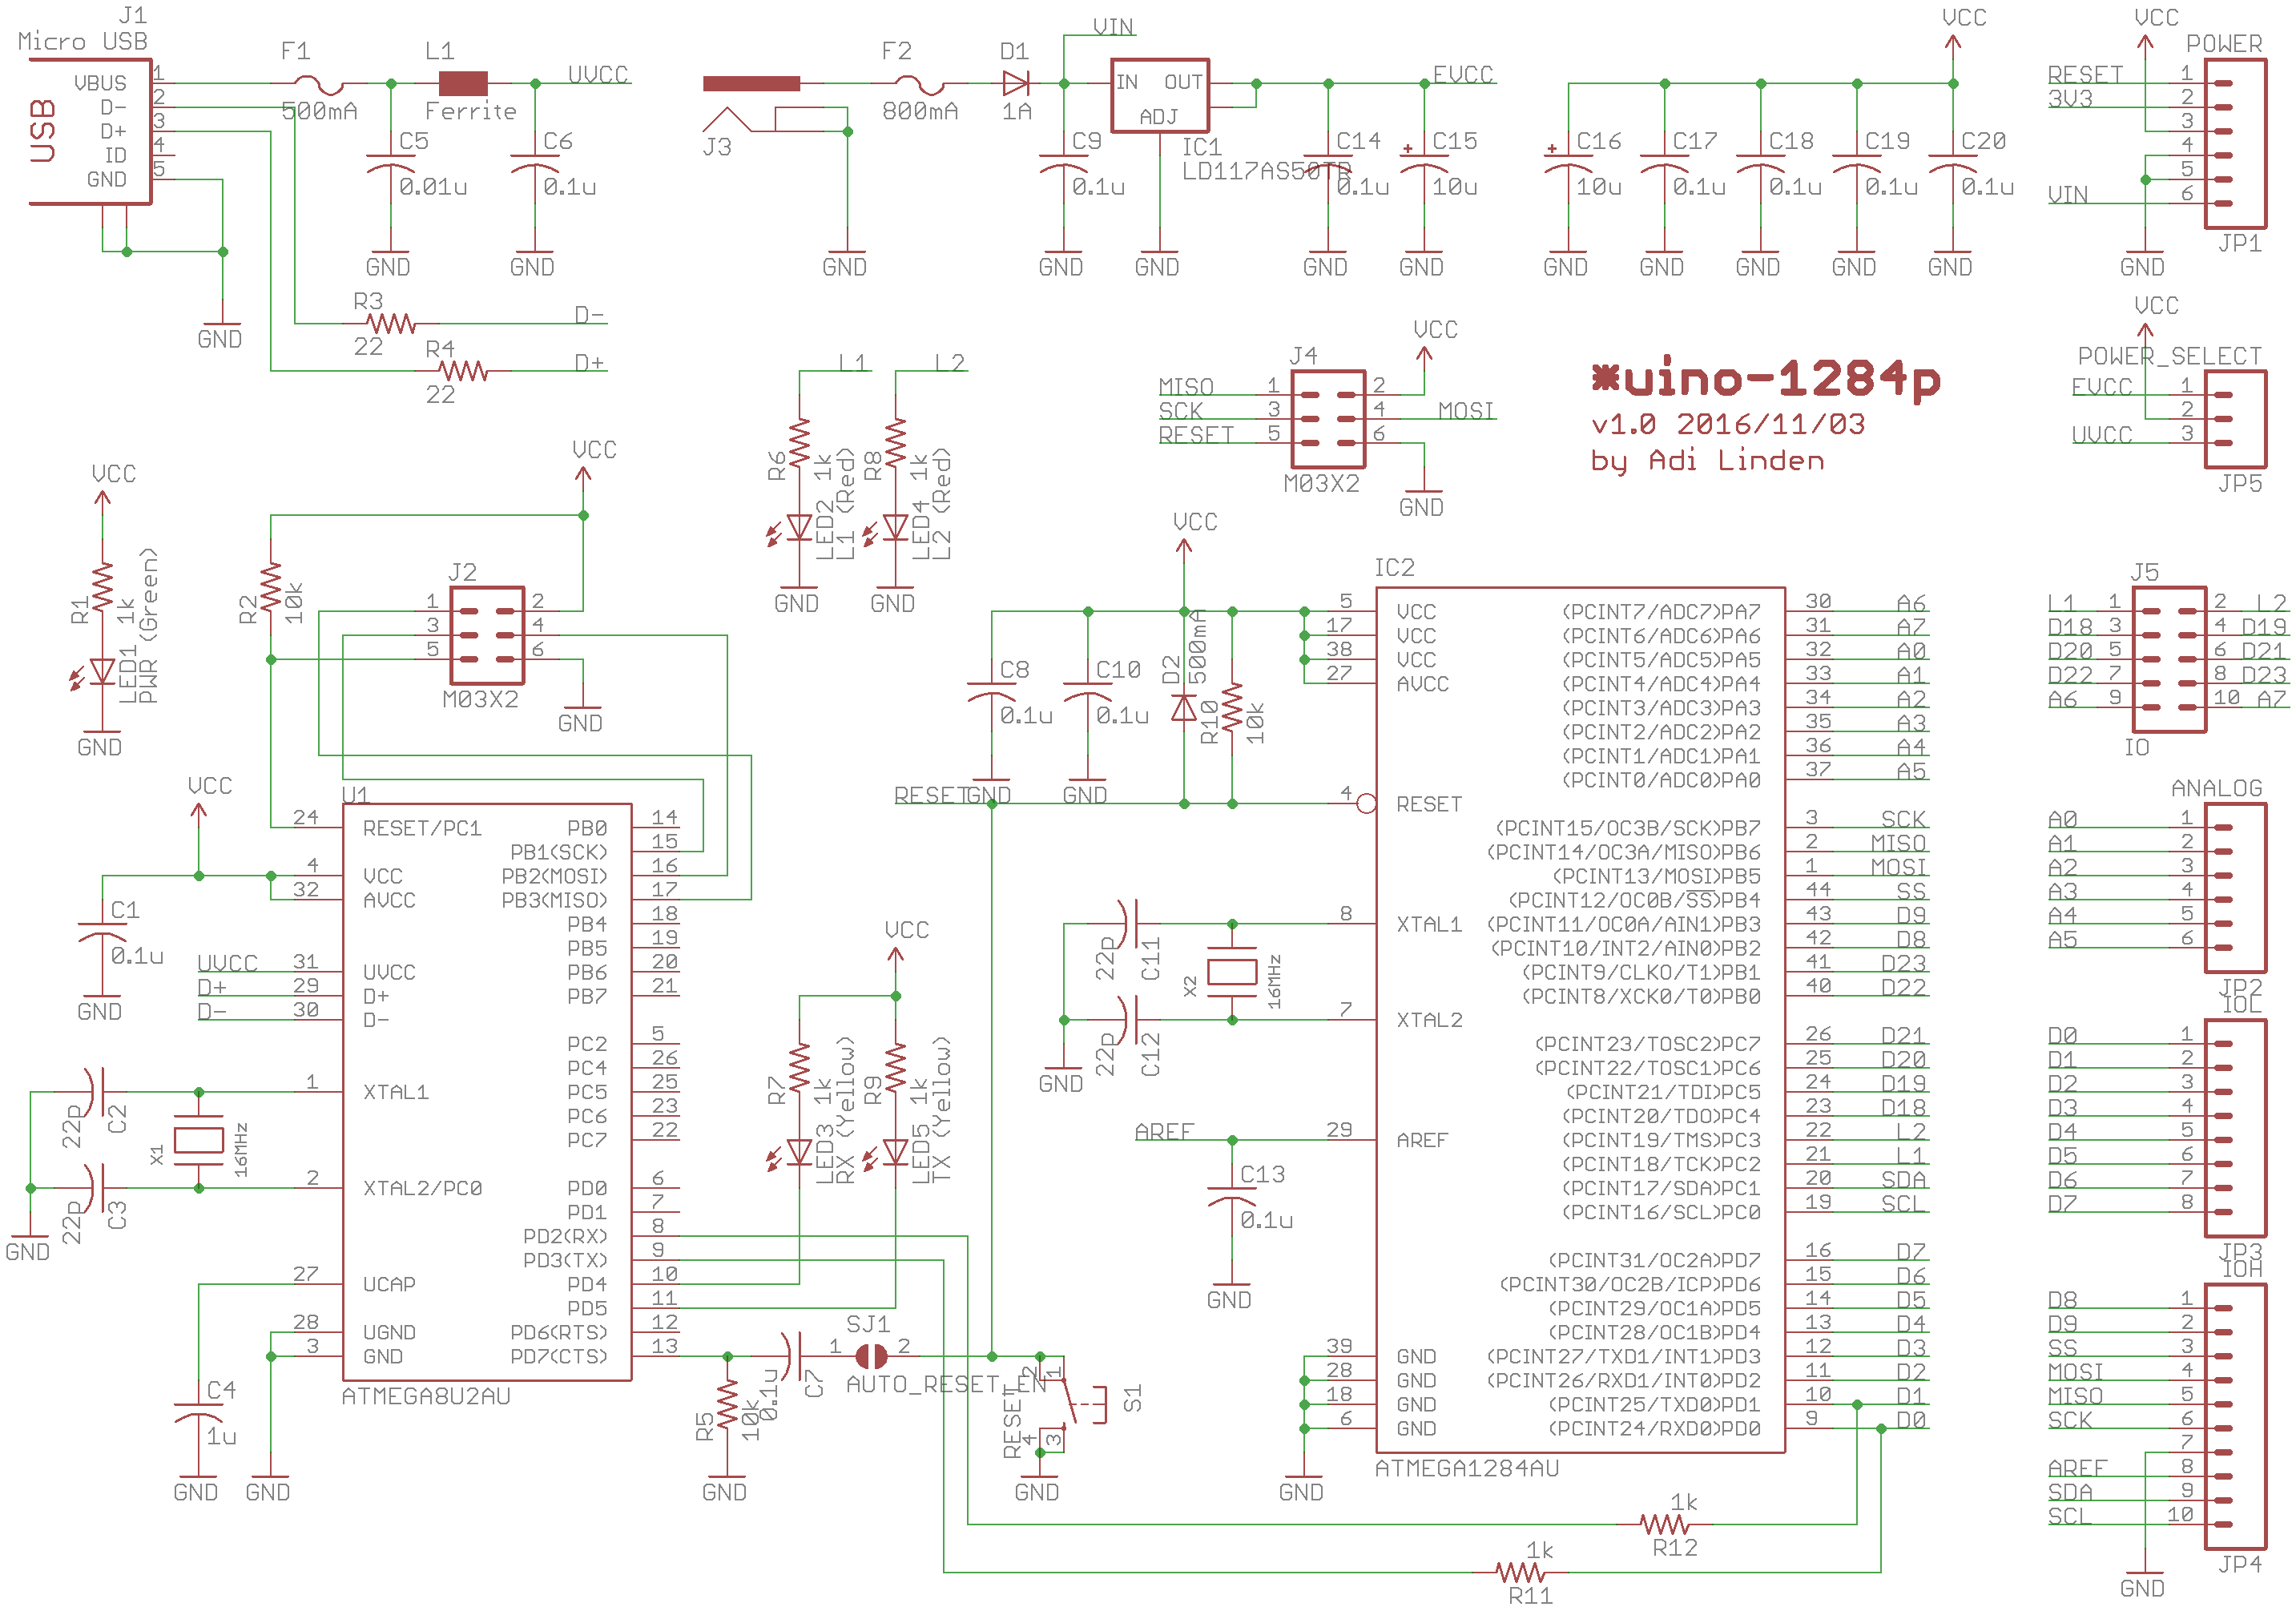 J1
Micro USB
USB
VBUS 1
D- 2
D+ 3
ID 4
GND 5
F1
500mA
L1
Ferrite
UVCC
C5
0.01u
C6
0.1u
GND
GND
GND
R3
22
D-
R4
22
D+
J3
F2
800mA
D1
1A
VIN
IN OUT
ADJ
IC1
LD117AS50TR
EVCC
C9
0.1u
C14
0.1u
C15
10u
GND
GND
GND
GND
GND
VCC
C16
10u
C17
0.1u
C18
0.1u
C19
0.1u
C20
0.1u
GND
GND
GND
GND
GND
VCC
POWER
RESET 1
3V3 2
3
4
5
VIN 6
JP1
GND
VCC
POWER_SELECT
EVCC 1
2
UVCC 3
JP5
*uino-1284p
v1.0 2016/11/03
by Adi Linden
J4
VCC
MISO 1 2
SCK 3 4 MOSI
RESET 5 6
M03X2
GND
L1
R6
1k
LED2
L1 (Red)
GND
L2
R8
1k
LED4
L2 (Red)
GND
VCC
R1
1k
LED1
PWR (Green)
GND
VCC
R2
10k
J2
1 2
3 4
5 6
M03X2
GND
VCC
C1
0.1u
GND
U1
24 RESET/PC1
4 VCC
32 AVCC
UVCC 31 UVCC
D+ 29 D+
D- 30 D-
1 XTAL1
2 XTAL2/PC0
27 UCAP
28 UGND
3 GND
PB0 14
PB1(SCK) 15
PB2(MOSI) 16
PB3(MISO) 17
PB4 18
PB5 19
PB6 20
PB7 21
PC2 5
PC4 26
PC5 25
PC6 23
PC7 22
PD0 6
PD1 7
PD2(RX) 8
PD3(TX) 9
PD4 10
PD5 11
PD6(RTS) 12
PD7(CTS) 13
ATMEGA8U2AU
22p
C2
X1
16MHz
22p
C3
GND
C4
1u
GND
GND
VCC
R7
1k
LED3
RX (Yellow)
R9
1k
LED5
TX (Yellow)
R5
10k
GND
0.1u
C7
SJ1
1 2
AUTO_RESET_EN
RESET
2 1
4 3
S1
GND
VCC
C8
0.1u
GND
C10
0.1u
GND
D2
500mA
R10
10k
RESET
22p
C11
X2
16MHz
22p
C12
GND
AREF
C13
0.1u
GND
GND
IC2
5 VCC
17 VCC
38 VCC
27 AVCC
4 RESET
8 XTAL1
7 XTAL2
29 AREF
39 GND
28 GND
18 GND
6 GND
(PCINT7/ADC7)PA7 30 A6
(PCINT6/ADC6)PA6 31 A7
(PCINT5/ADC5)PA5 32 A0
(PCINT4/ADC4)PA4 33 A1
(PCINT3/ADC3)PA3 34 A2
(PCINT2/ADC2)PA2 35 A3
(PCINT1/ADC1)PA1 36 A4
(PCINT0/ADC0)PA0 37 A5
(PCINT15/OC3B/SCK)PB7 3 SCK
(PCINT14/OC3A/MISO)PB6 2 MISO
(PCINT13/MOSI)PB5 1 MOSI
(PCINT12/OC0B/SS)PB4 44 SS
(PCINT11/OC0A/AIN1)PB3 43 D9
(PCINT10/INT2/AIN0)PB2 42 D8
(PCINT9/CLKO/T1)PB1 41 D23
(PCINT8/XCK0/T0)PB0 40 D22
(PCINT23/TOSC2)PC7 26 D21
(PCINT22/TOSC1)PC6 25 D20
(PCINT21/TDI)PC5 24 D19
(PCINT20/TDO)PC4 23 D18
(PCINT19/TMS)PC3 22 L2
(PCINT18/TCK)PC2 21 L1
(PCINT17/SDA)PC1 20 SDA
(PCINT16/SCL)PC0 19 SCL
(PCINT31/OC2A)PD7 16 D7
(PCINT30/OC2B/ICP)PD6 15 D6
(PCINT29/OC1A)PD5 14 D5
(PCINT28/OC1B)PD4 13 D4
(PCINT27/TXD1/INT1)PD3 12 D3
(PCINT26/RXD1/INT0)PD2 11 D2
(PCINT25/TXD0)PD1 10 D1
(PCINT24/RXD0)PD0 9 D0
ATMEGA1284AU
1k
R12
1k
R11
J5
L1 1 2 L2
D18 3 4 D19
D20 5 6 D21
D22 7 8 D23
A6 9 10 A7
IO
ANALOG
A0 1
A1 2
A2 3
A3 4
A4 5
A5 6
JP2
IOL
D0 1
D1 2
D2 3
D3 4
D4 5
D5 6
D6 7
D7 8
JP3
IOH
D8 1
D9 2
SS 3
MOSI 4
MISO 5
SCK 6
7
AREF 8
SDA 9
SCL 10
JP4
GND